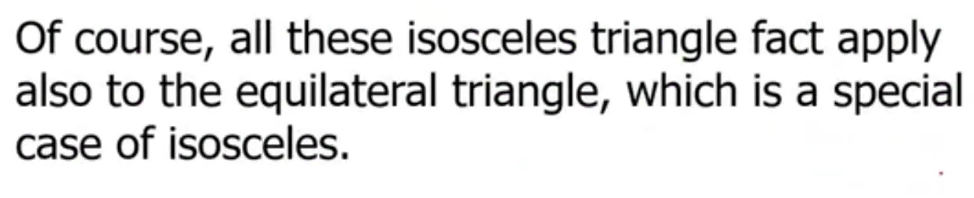 Of course, all these isosceles triangle fact apply
also to the equilateral triangle, which is a special
case of isosceles.